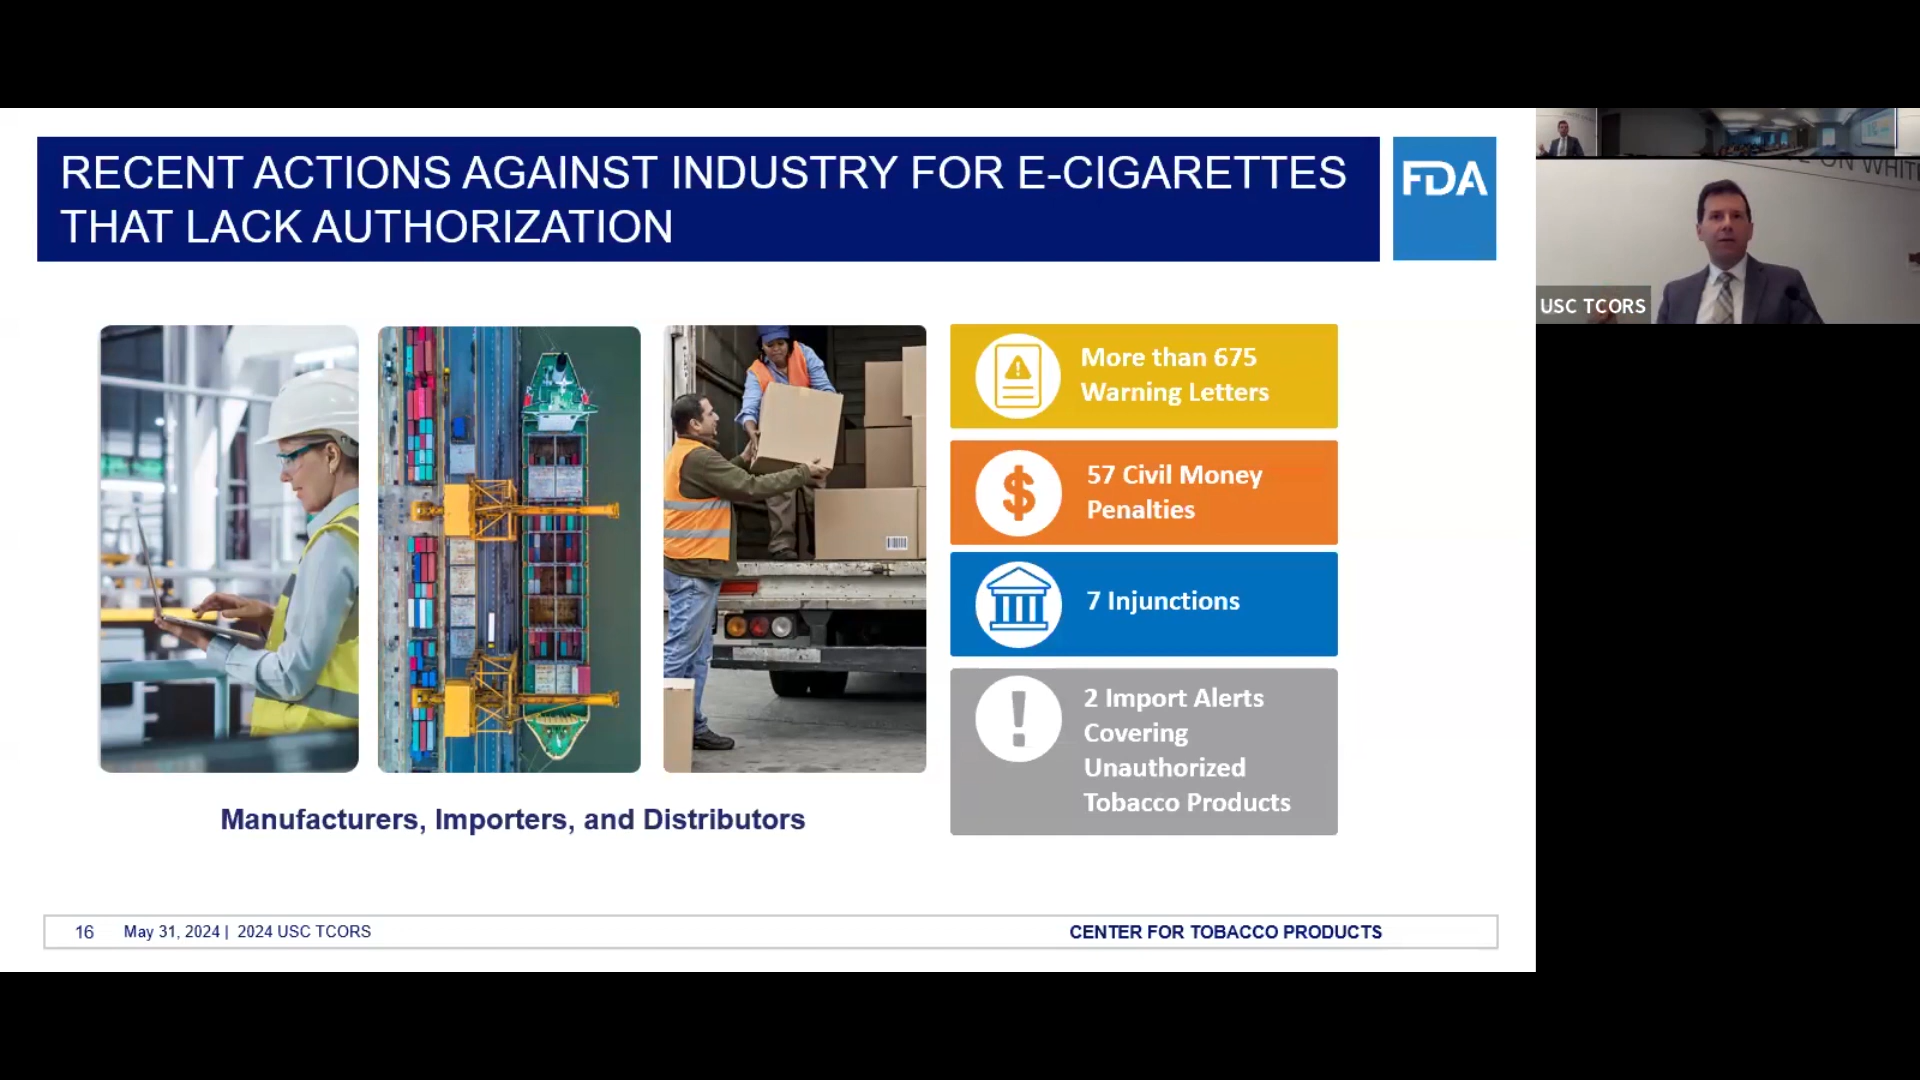 RECENT ACTIONS AGAINST INDUSTRY FOR E-CIGARETTES
THAT LACK AUTHORIZATION
FDA
More than 675
Warning Letters
57 Civil Money
Penalties
7 Injunctions
2 Import Alerts
Covering
Unauthorized
Tobacco Products
Manufacturers, Importers, and Distributors
16 May 31, 2024 | 2024 USC TCORS
CENTER FOR TOBACCO PRODUCTS
ON WHITE
USC TCORS